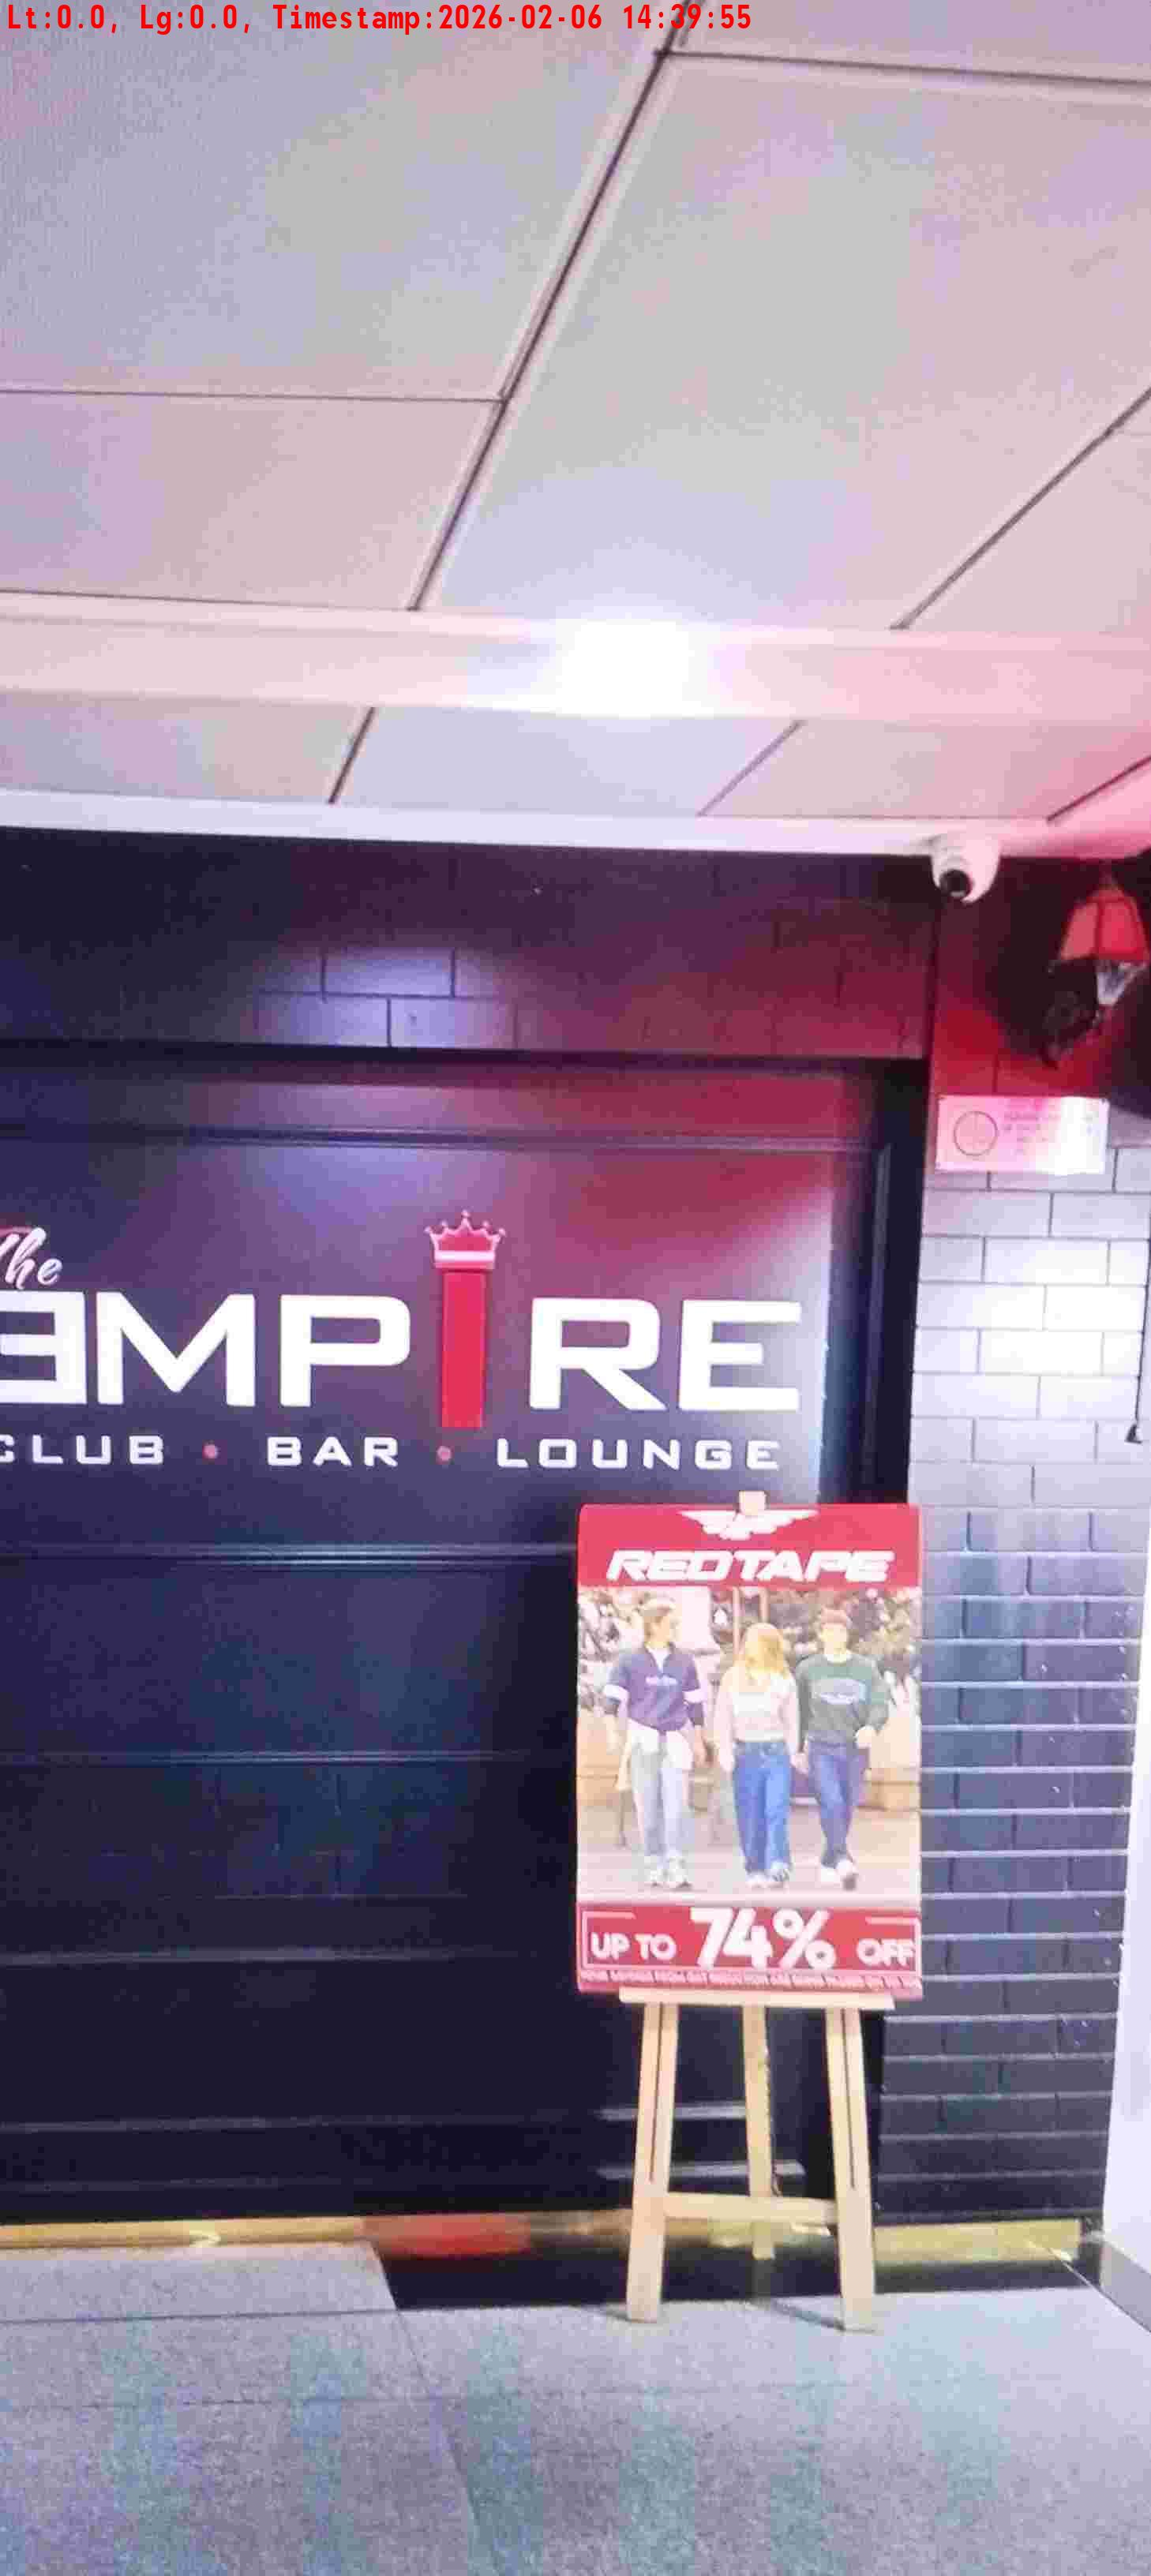 Lt:0.0, Lg:0.0, Timestamp:2026-02-06 14:39:55
The
EMPIRE
CLUB • BAR • LOUNGE
REDTAPE
UP TO 74% OFF